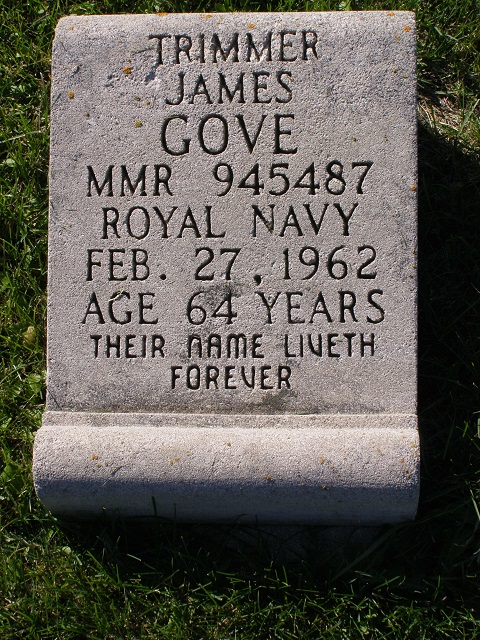 TRIMMER
JAMES
GOVE
MMR 945487
ROYAL NAVY
FEB. 27, 1962
AGE 64 YEARS
THEIR NAME LIVETH
FOREVER